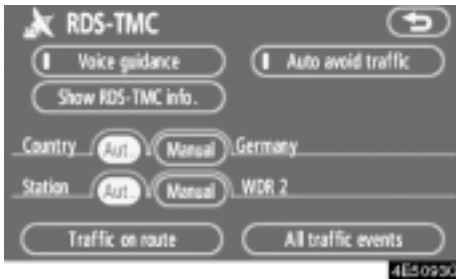 RDS-TMC
Voice guidance Auto avoid traffic
Show RDS-TMC info.
Country Aut. Manual Germany
Station Aut. Manual WDR 2
Traffic on route All traffic events
4E5093G